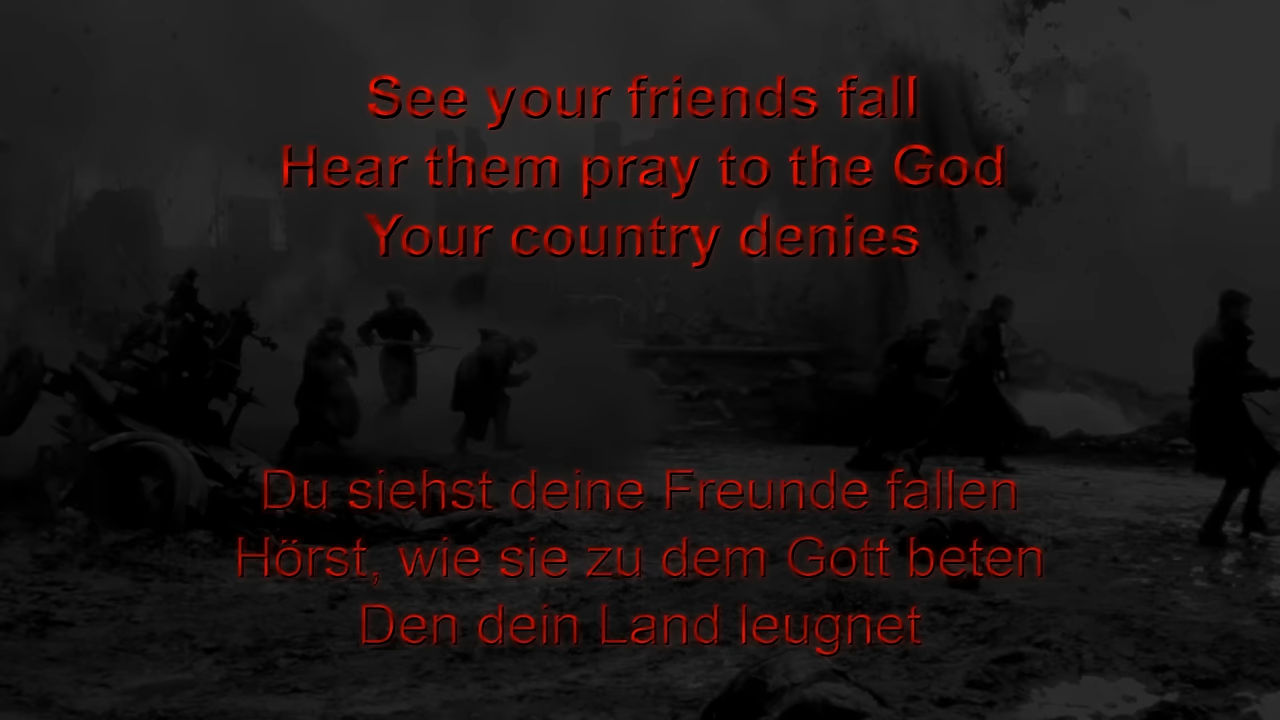 See your friends fall
Hear them pray to the God
Your country denies
Du siehst deine Freunde fallen
Hörst, wie sie zu dem Gott beten
Den dein Land leugnet